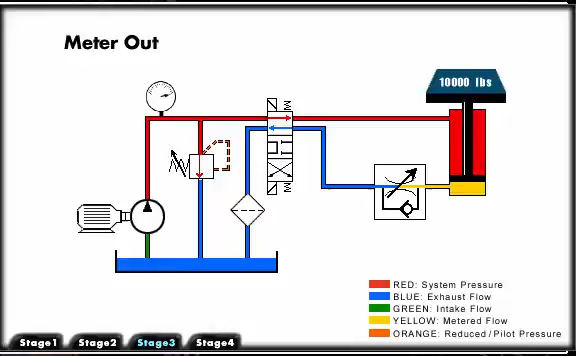 Meter Out
10000 lbs
RED: System Pressure
BLUE: Exhaust Flow
GREEN: Intake Flow
YELLOW: Metered Flow
ORANGE: Reduced/Pilot Pressure
Stage1 Stage2 Stage3 Stage4